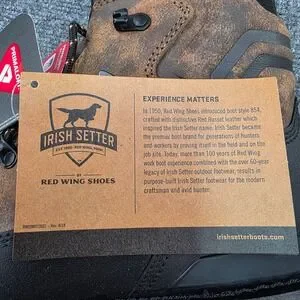 PRIMALOFT
IRISH SETTER
EST. 1950 · RED WING, MINN.
BY
RED WING SHOES
EXPERIENCE MATTERS
In 1950, Red Wing Shoes introduced boot style 854,
crafted with distinctive Red Russet leather which
inspired the Irish Setter name. Irish Setter became
the premier boot brand for generations of hunters
and workers by proving itself in the field and on the
job site. Today, more than 100 years of Red Wing
work boot experience combined with the over 60-year
legacy of Irish Setter outdoor footwear, results in
purpose-built Irish Setter footwear for the modern
craftsman and avid hunter.
irishsetterboots.com